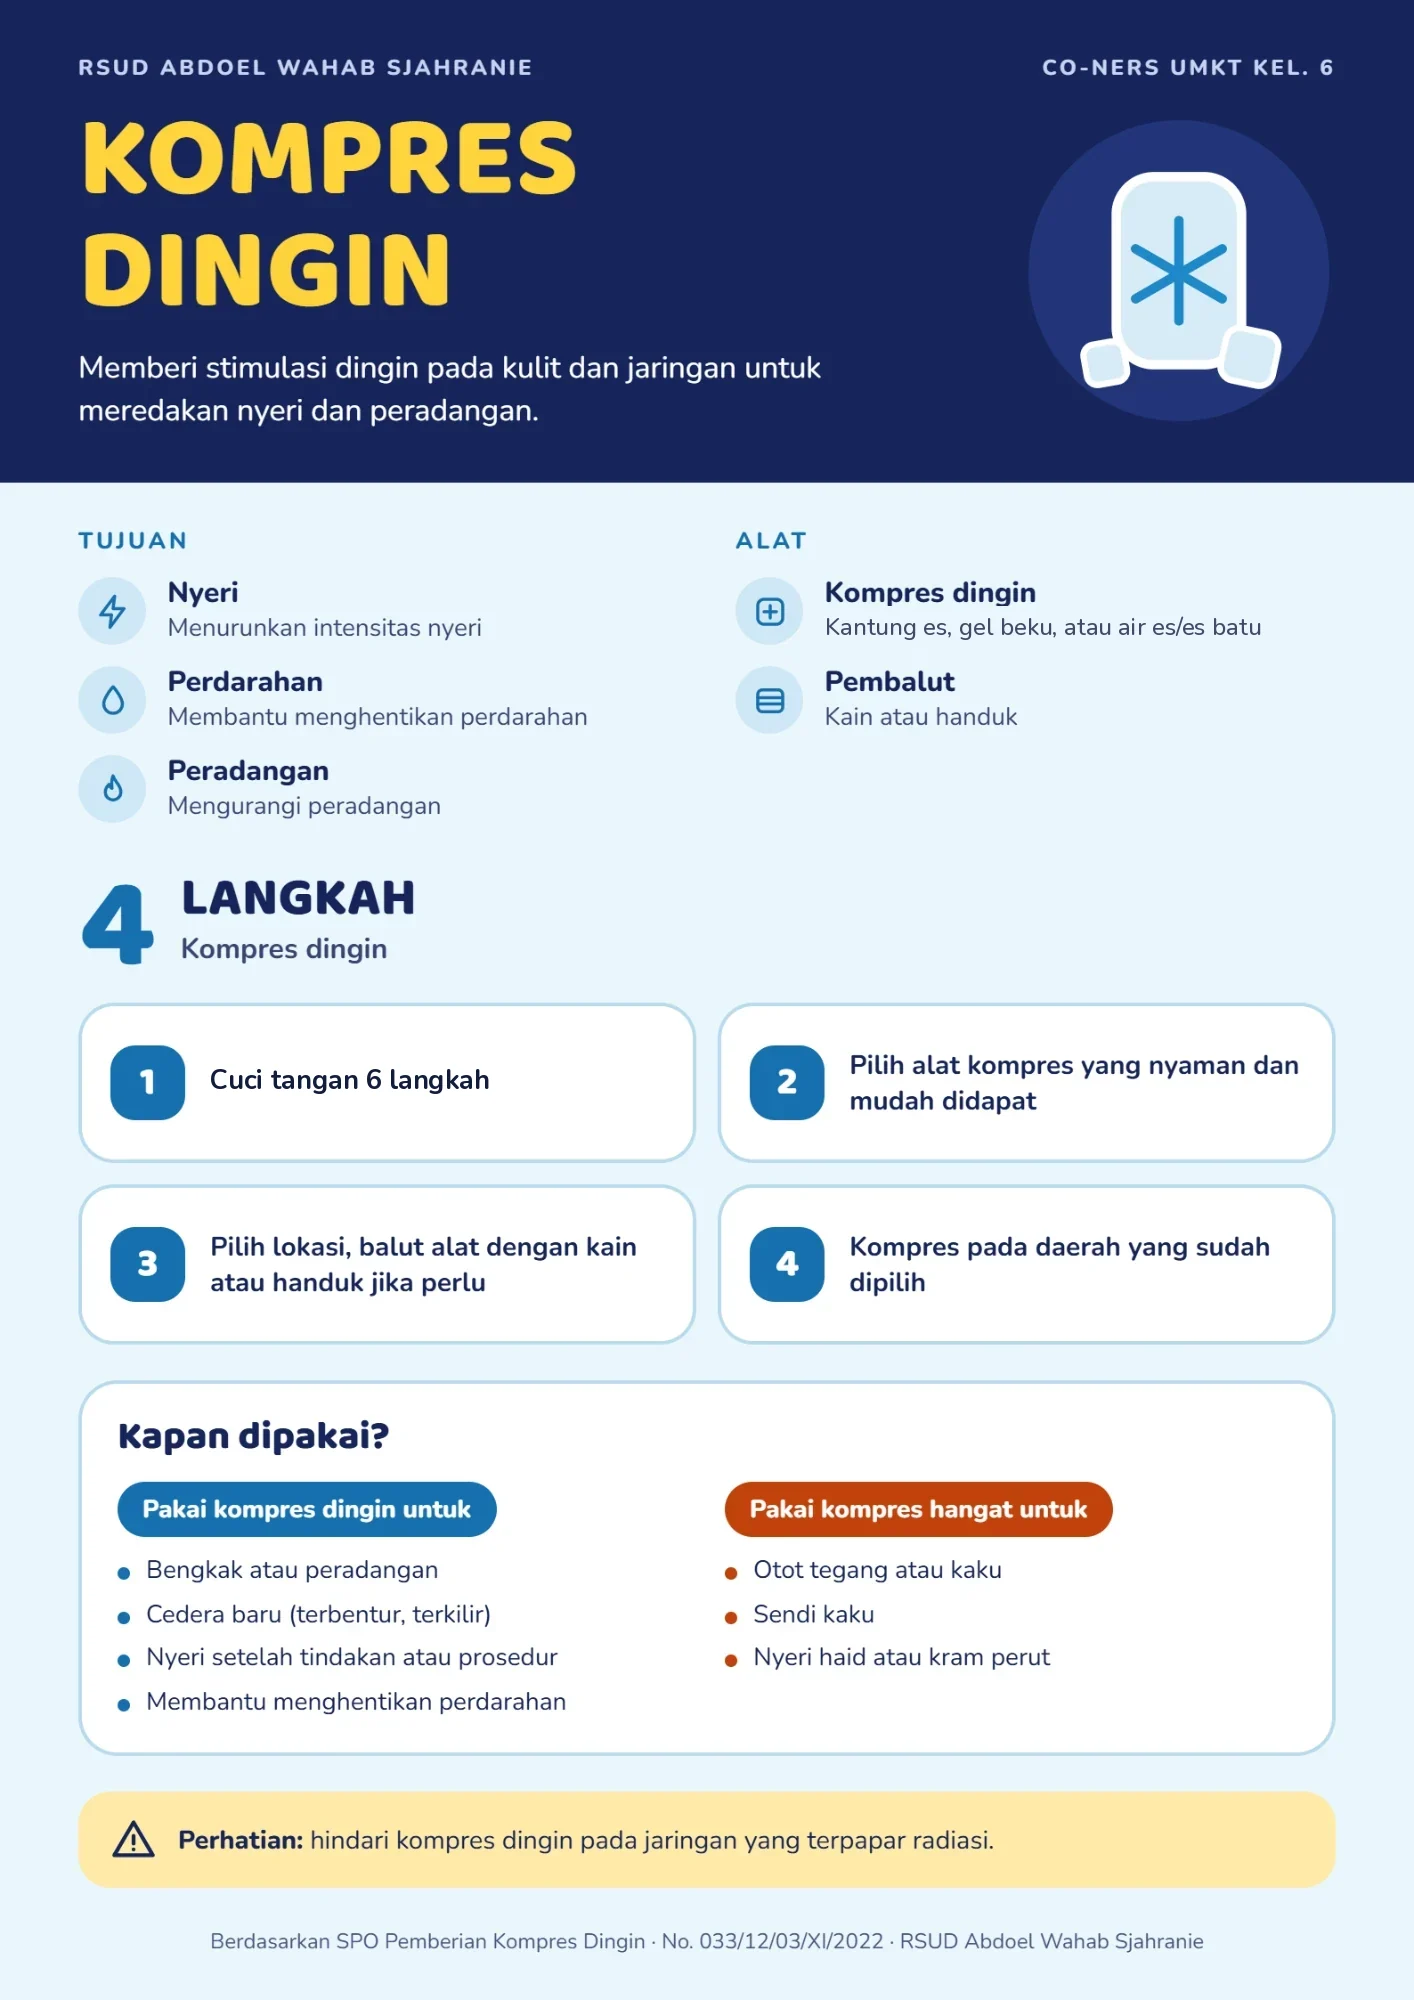 RSUD ABDOEL WAHAB SJAHRANIE
CO-NERS UMKT KEL. 6
KOMPRES
DINGIN
Memberi stimulasi dingin pada kulit dan jaringan untuk
meredakan nyeri dan peradangan.
TUJUAN
Nyeri
Menurunkan intensitas nyeri
Perdarahan
Membantu menghentikan perdarahan
Peradangan
Mengurangi peradangan
ALAT
Kompres dingin
Kantung es, gel beku, atau air es/es batu
Pembalut
Kain atau handuk
4
LANGKAH
Kompres dingin
1
Cuci tangan 6 langkah
2
Pilih alat kompres yang nyaman dan
mudah didapat
3
Pilih lokasi, balut alat dengan kain
atau handuk jika perlu
4
Kompres pada daerah yang sudah
dipilih
Kapan dipakai?
Pakai kompres dingin untuk
Bengkak atau peradangan
Cedera baru (terbentur, terkilir)
Nyeri setelah tindakan atau prosedur
Membantu menghentikan perdarahan
Pakai kompres hangat untuk
Otot tegang atau kaku
Sendi kaku
Nyeri haid atau kram perut
Perhatian: hindari kompres dingin pada jaringan yang terpapar radiasi.
Berdasarkan SPO Pemberian Kompres Dingin · No. 033/12/03/XI/2022 · RSUD Abdoel Wahab Sjahranie